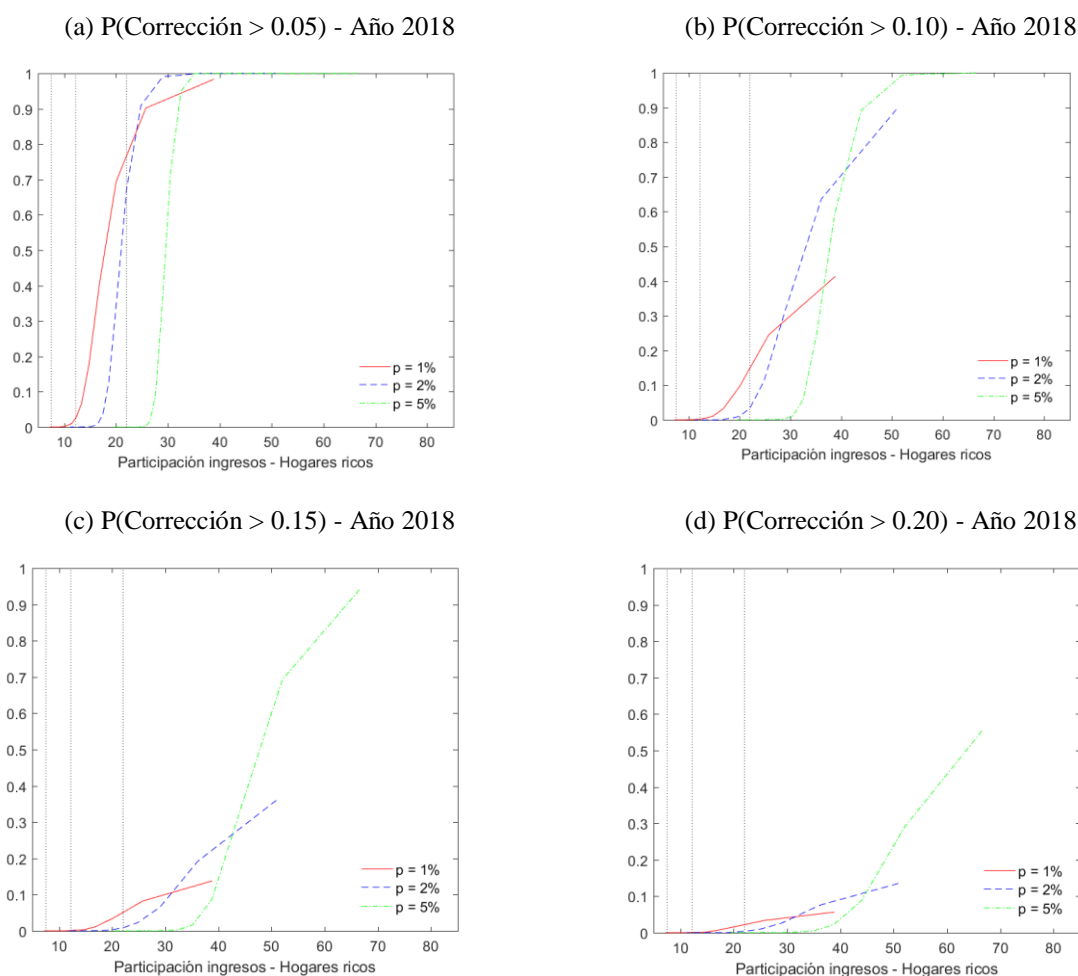 (a) P(Corrección > 0.05) - Año 2018
1
0.9
0.8
0.7
0.6
0.5
0.4
0.3
0.2
0.1
0
10 20 30 40 50 60 70 80
Participación ingresos - Hogares ricos
p = 1%
p = 2%
p = 5%
(b) P(Corrección > 0.10) - Año 2018
1
0.9
0.8
0.7
0.6
0.5
0.4
0.3
0.2
0.1
0
10 20 30 40 50 60 70 80
Participación ingresos - Hogares ricos
p = 1%
p = 2%
p = 5%
(c) P(Corrección > 0.15) - Año 2018
1
0.9
0.8
0.7
0.6
0.5
0.4
0.3
0.2
0.1
0
10 20 30 40 50 60 70 80
Participación ingresos - Hogares ricos
p = 1%
p = 2%
p = 5%
(d) P(Corrección > 0.20) - Año 2018
1
0.9
0.8
0.7
0.6
0.5
0.4
0.3
0.2
0.1
0
10 20 30 40 50 60 70 80
Participación ingresos - Hogares ricos
p = 1%
p = 2%
p = 5%